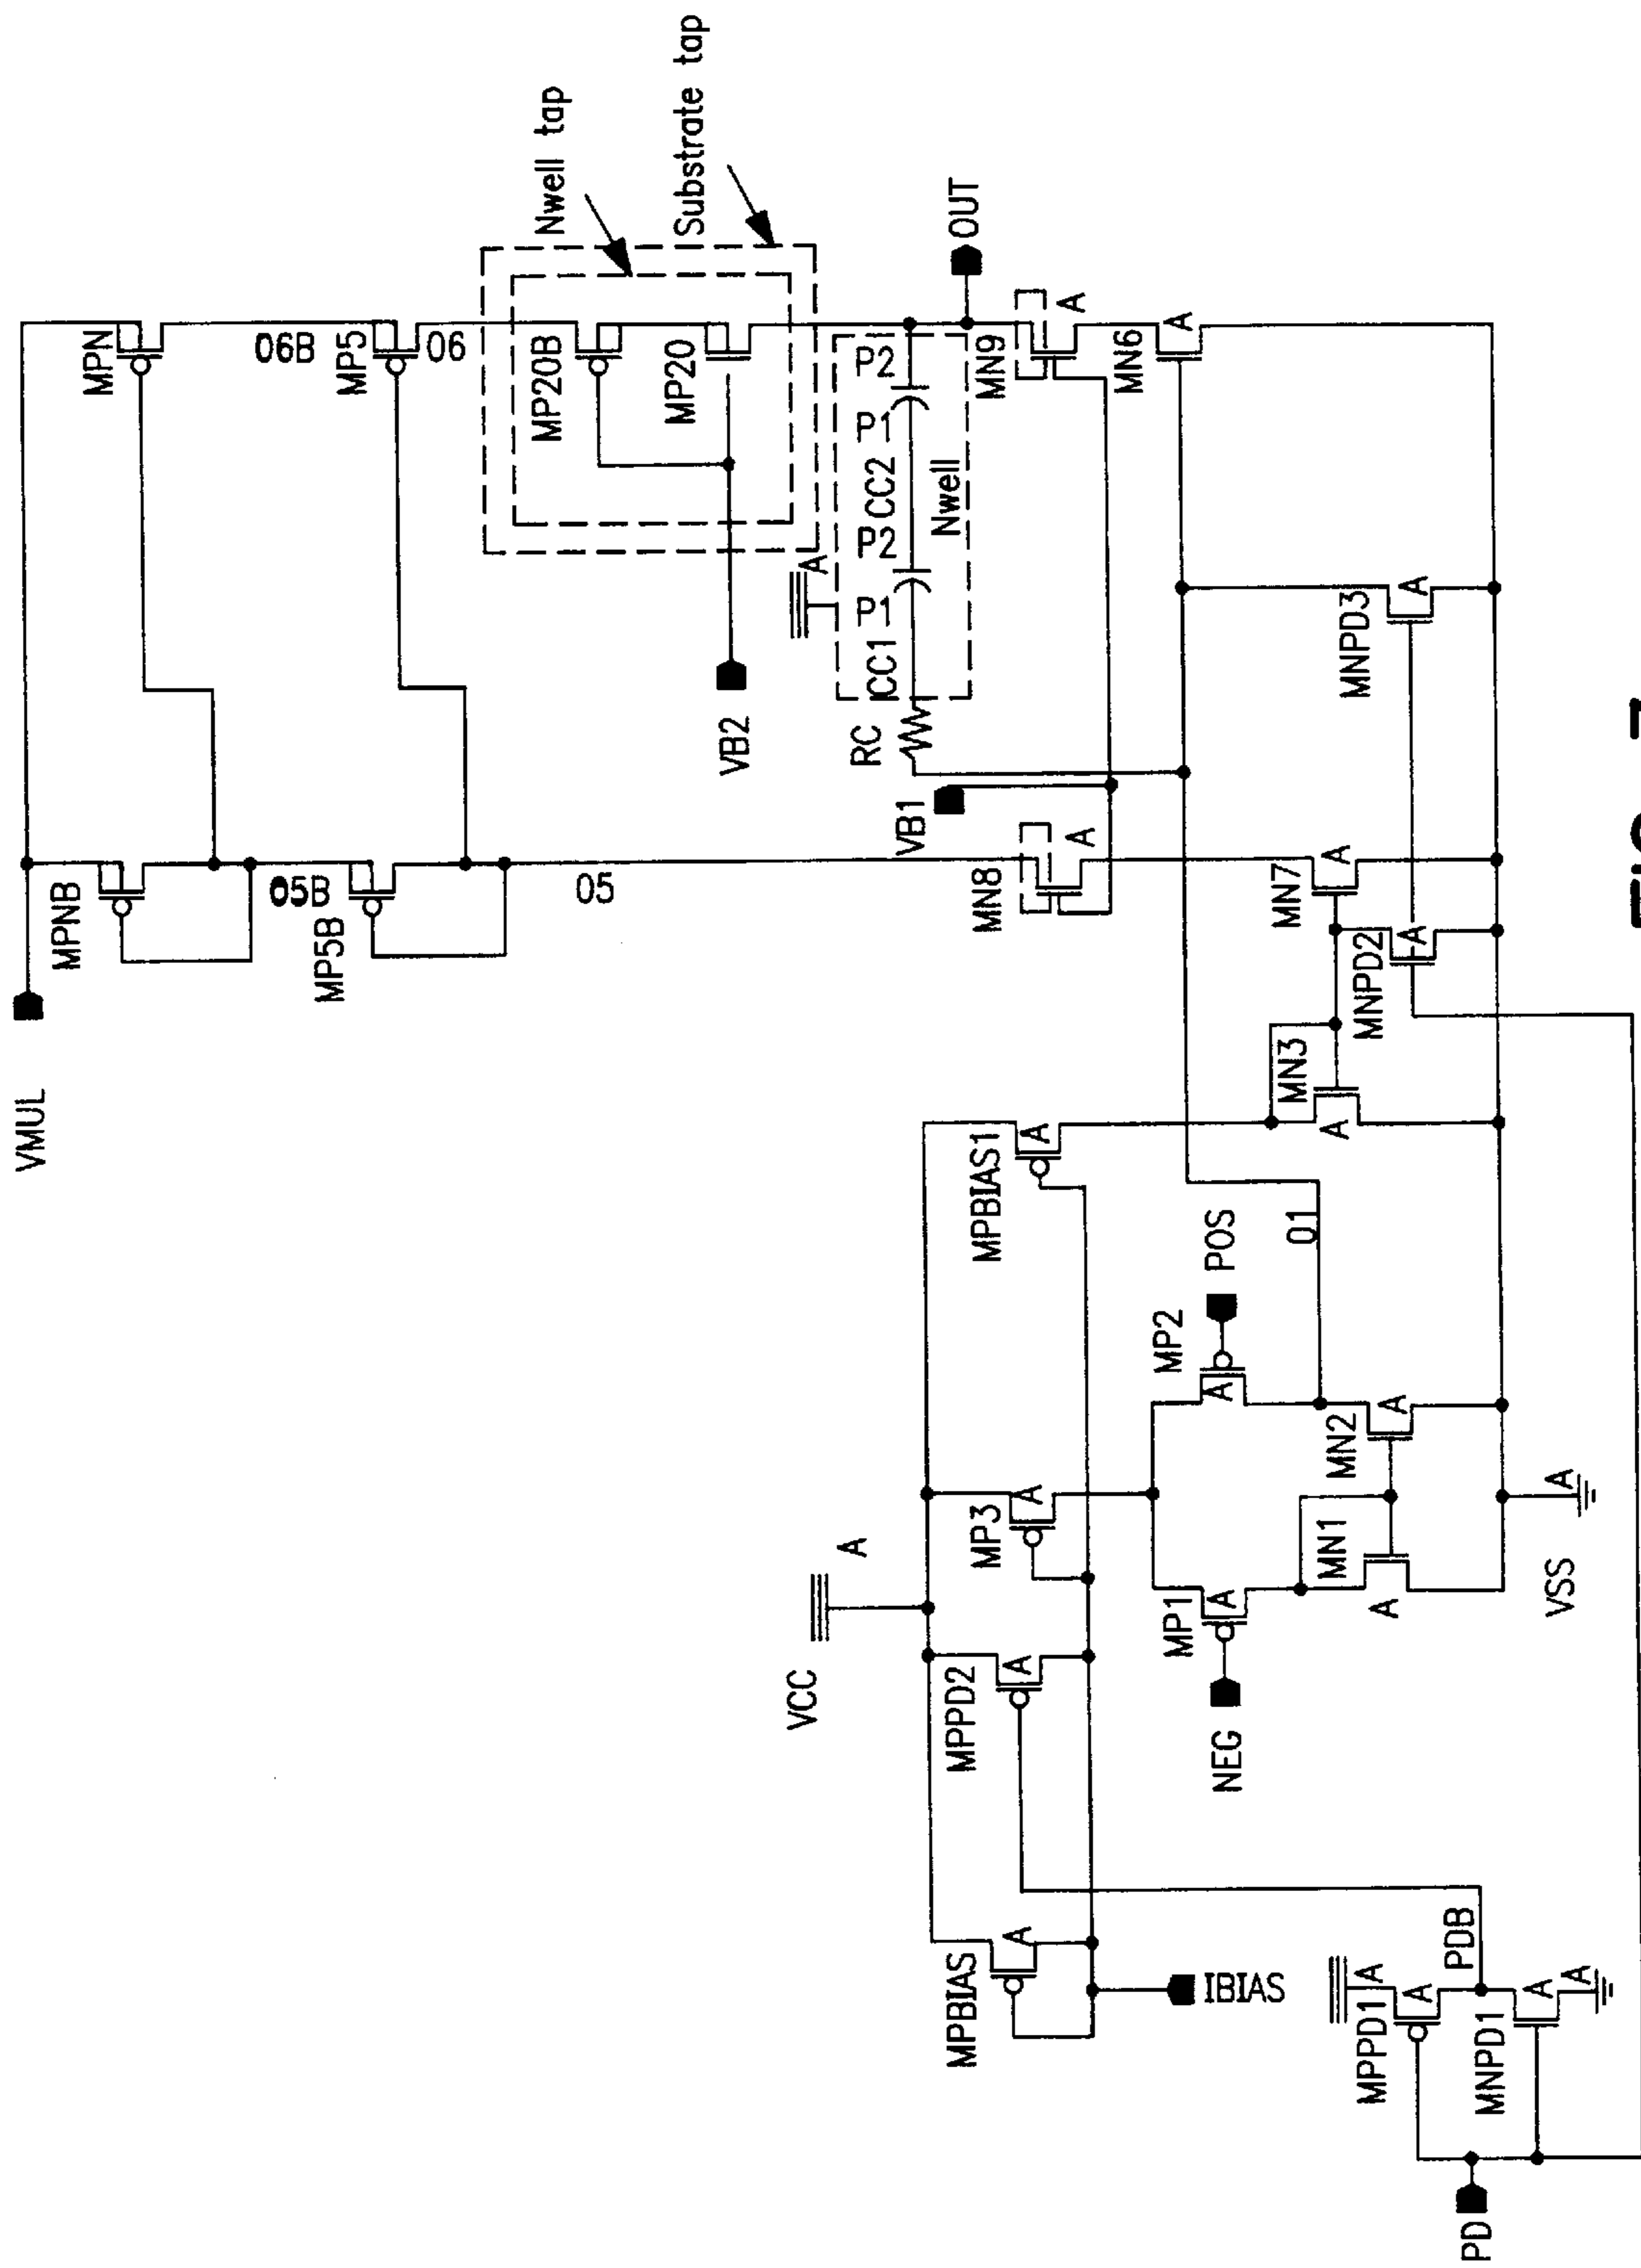 VMUL
MPNB
MPN
05B
06B
MP5B
MP5
05
06
Nwell tap
Substrate tap
MP20B
MP20
VB2
A
RC
CC1
P1
P2
CC2
P1
P2
Nwell
OUT
VB1
MN8
A
MN9
A
MN6
A
VCC
A
MPBIAS
A
MPPD2
A
MP3
A
MPBIAS1
A
IBIAS
NEG
MP1
A
MP2
A
POS
01
MN1
A
MN2
A
MN3
A
MN7
A
MNPD2
A
MNPD3
A
VSS
A
PD
MPPD1
A
A
PDB
MNPD1
A
A